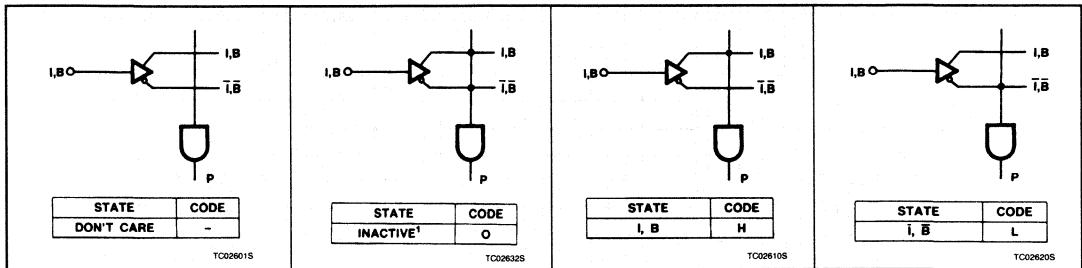 I,B
I,B
I̅,B̅
P
STATE CODE
DON'T CARE –
TC02601S
I,B
I,B
I̅,B̅
P
STATE CODE
INACTIVE¹ O
TC02632S
I,B
I,B
I̅,B̅
P
STATE CODE
I, B H
TC02610S
I,B
I,B
I̅,B̅
P
STATE CODE
I̅, B̅ L
TC02620S